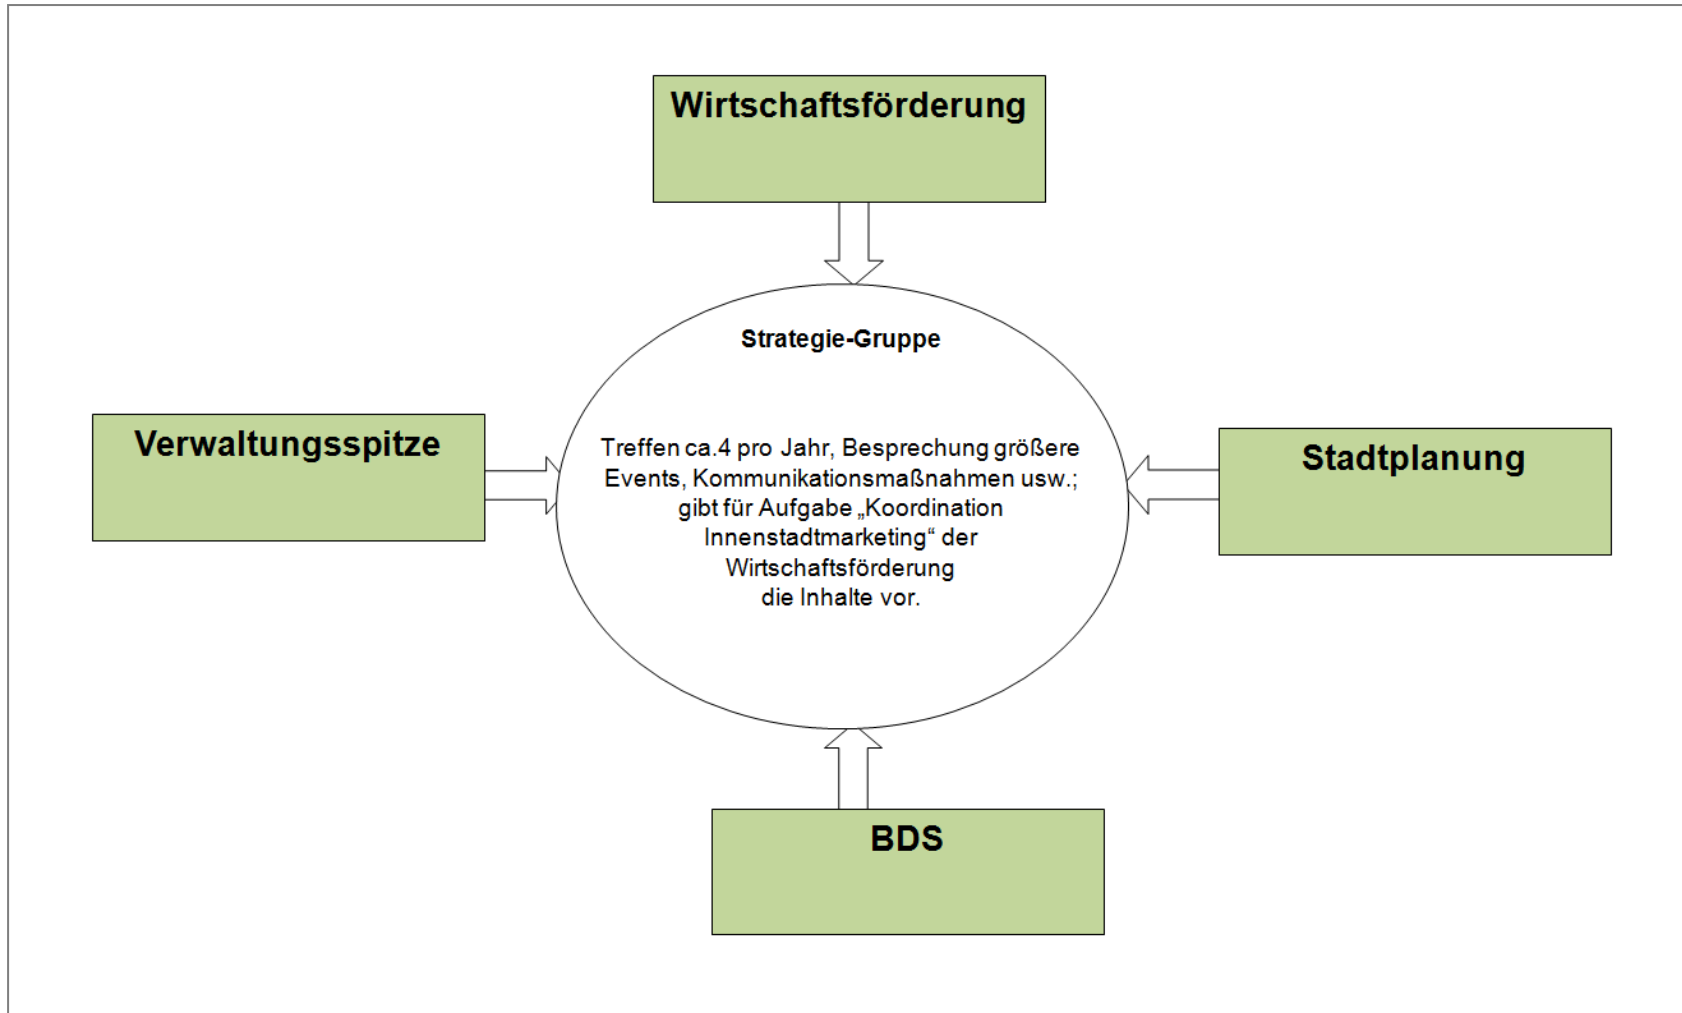 Wirtschaftsförderung
Strategie-Gruppe
Verwaltungsspitze
Treffen ca.4 pro Jahr, Besprechung größere
Events, Kommunikationsmaßnahmen usw.;
gibt für Aufgabe „Koordination
Innenstadtmarketing“ der
Wirtschaftsförderung
die Inhalte vor.
Stadtplanung
BDS